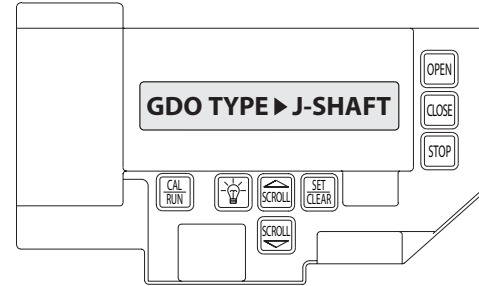 GDO TYPE ▶ J-SHAFT
OPEN
CLOSE
STOP
CAL
RUN
SCROLL
SET
CLEAR
SCROLL